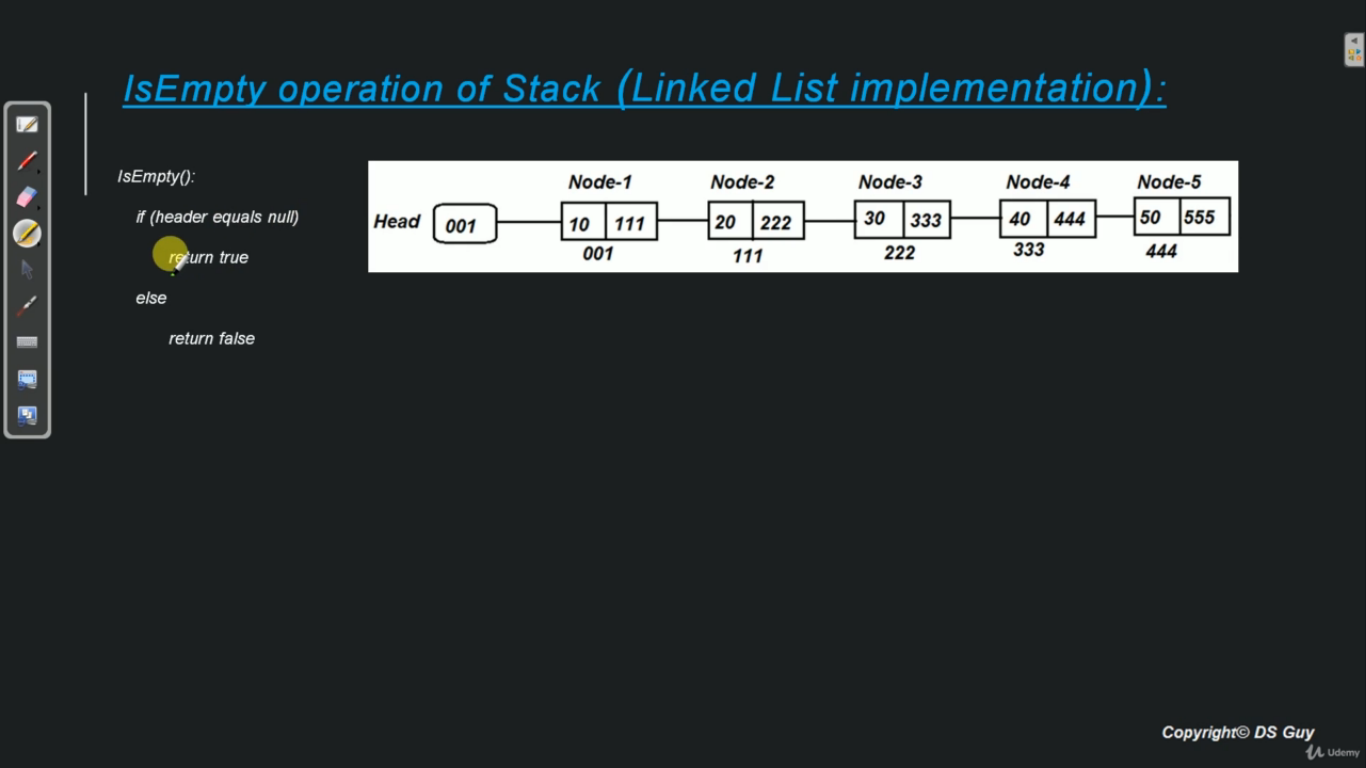 IsEmpty operation of Stack (Linked List implementation):
IsEmpty():
if (header equals null)
return true
else
return false
Node-1 Node-2 Node-3 Node-4 Node-5
Head 001 10 111 20 222 30 333 40 444 50 555
001 111 222 333 444
Copyright© DS Guy
Udemy